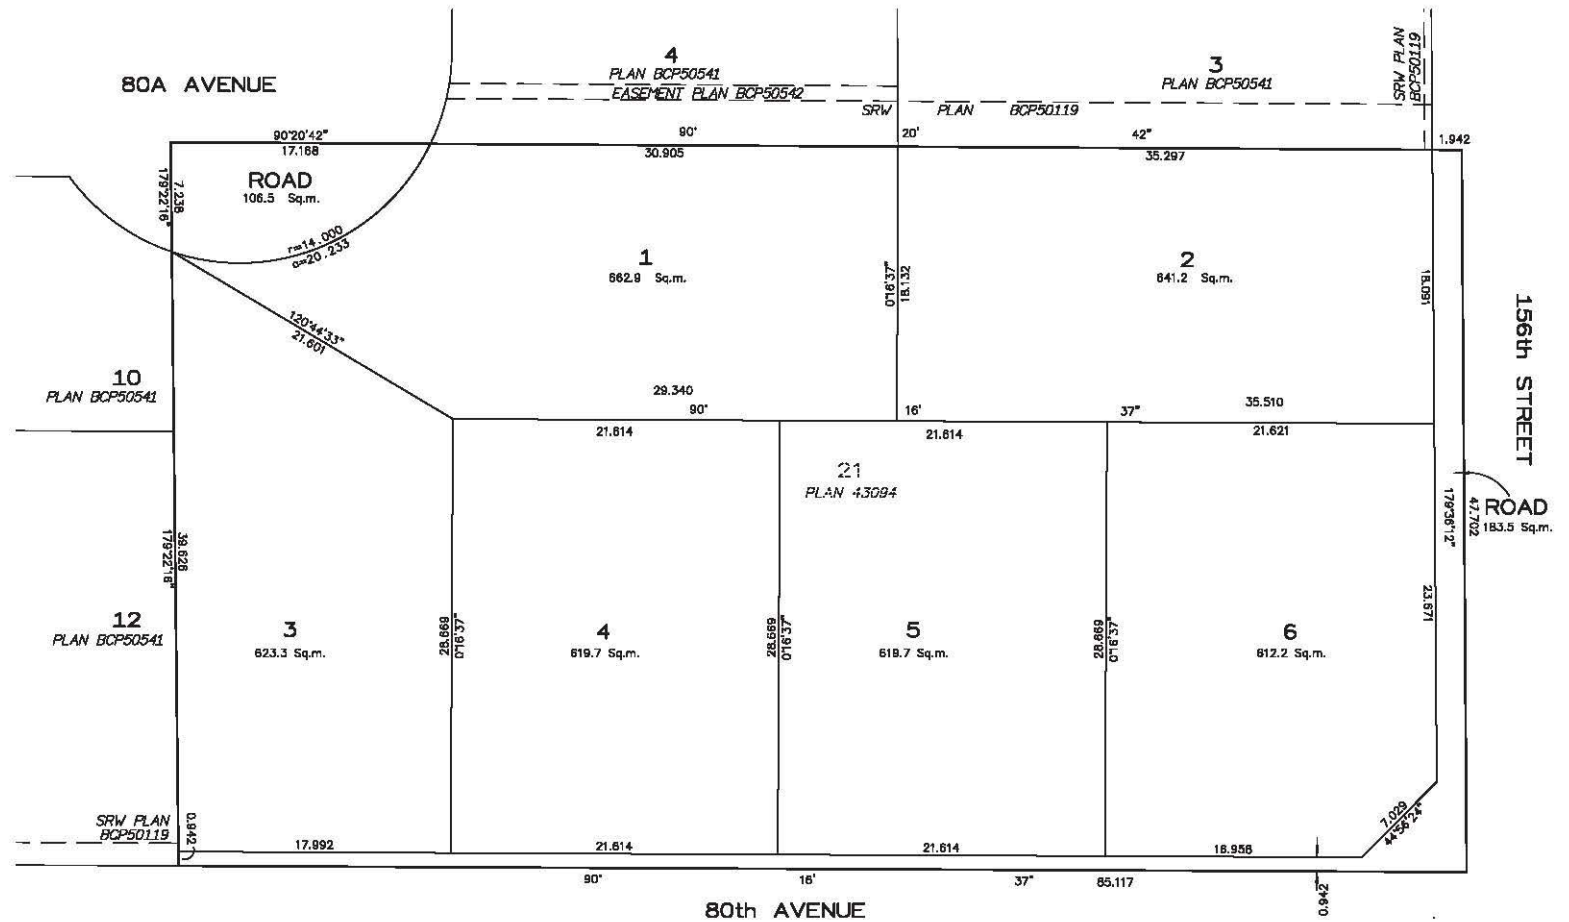 80A AVENUE
4
PLAN BCP50541
EASEMENT PLAN BCP50542
3
PLAN BCP50541
SRW PLAN
BCP50119
SRW PLAN BCP50119
90°20'42"
17.168
90° 20' 42"
30.905
35.297
1.942
ROAD
106.5 Sq.m.
7.238
179°22'16"
r=14.000
a=20.233
1
662.9 Sq.m.
0°16'37"
18.132
2
641.2 Sq.m.
18.091
156th STREET
120°44'33"
21.601
10
PLAN BCP50541
29.340
90° 16' 37"
35.510
21.614
21.614
21.621
21
PLAN 43094
179°36'12"
47.702
ROAD
183.5 Sq.m.
39.626
179°22'16"
12
PLAN BCP50541
3
623.3 Sq.m.
28.669
0°16'37"
4
619.7 Sq.m.
28.669
0°16'37"
5
619.7 Sq.m.
28.669
0°16'37"
6
612.2 Sq.m.
23.671
SRW PLAN
BCP50119
0.942
17.992
21.614
21.614
16.956
7.029
44°56'24"
90° 16' 37" 85.117
0.942
80th AVENUE